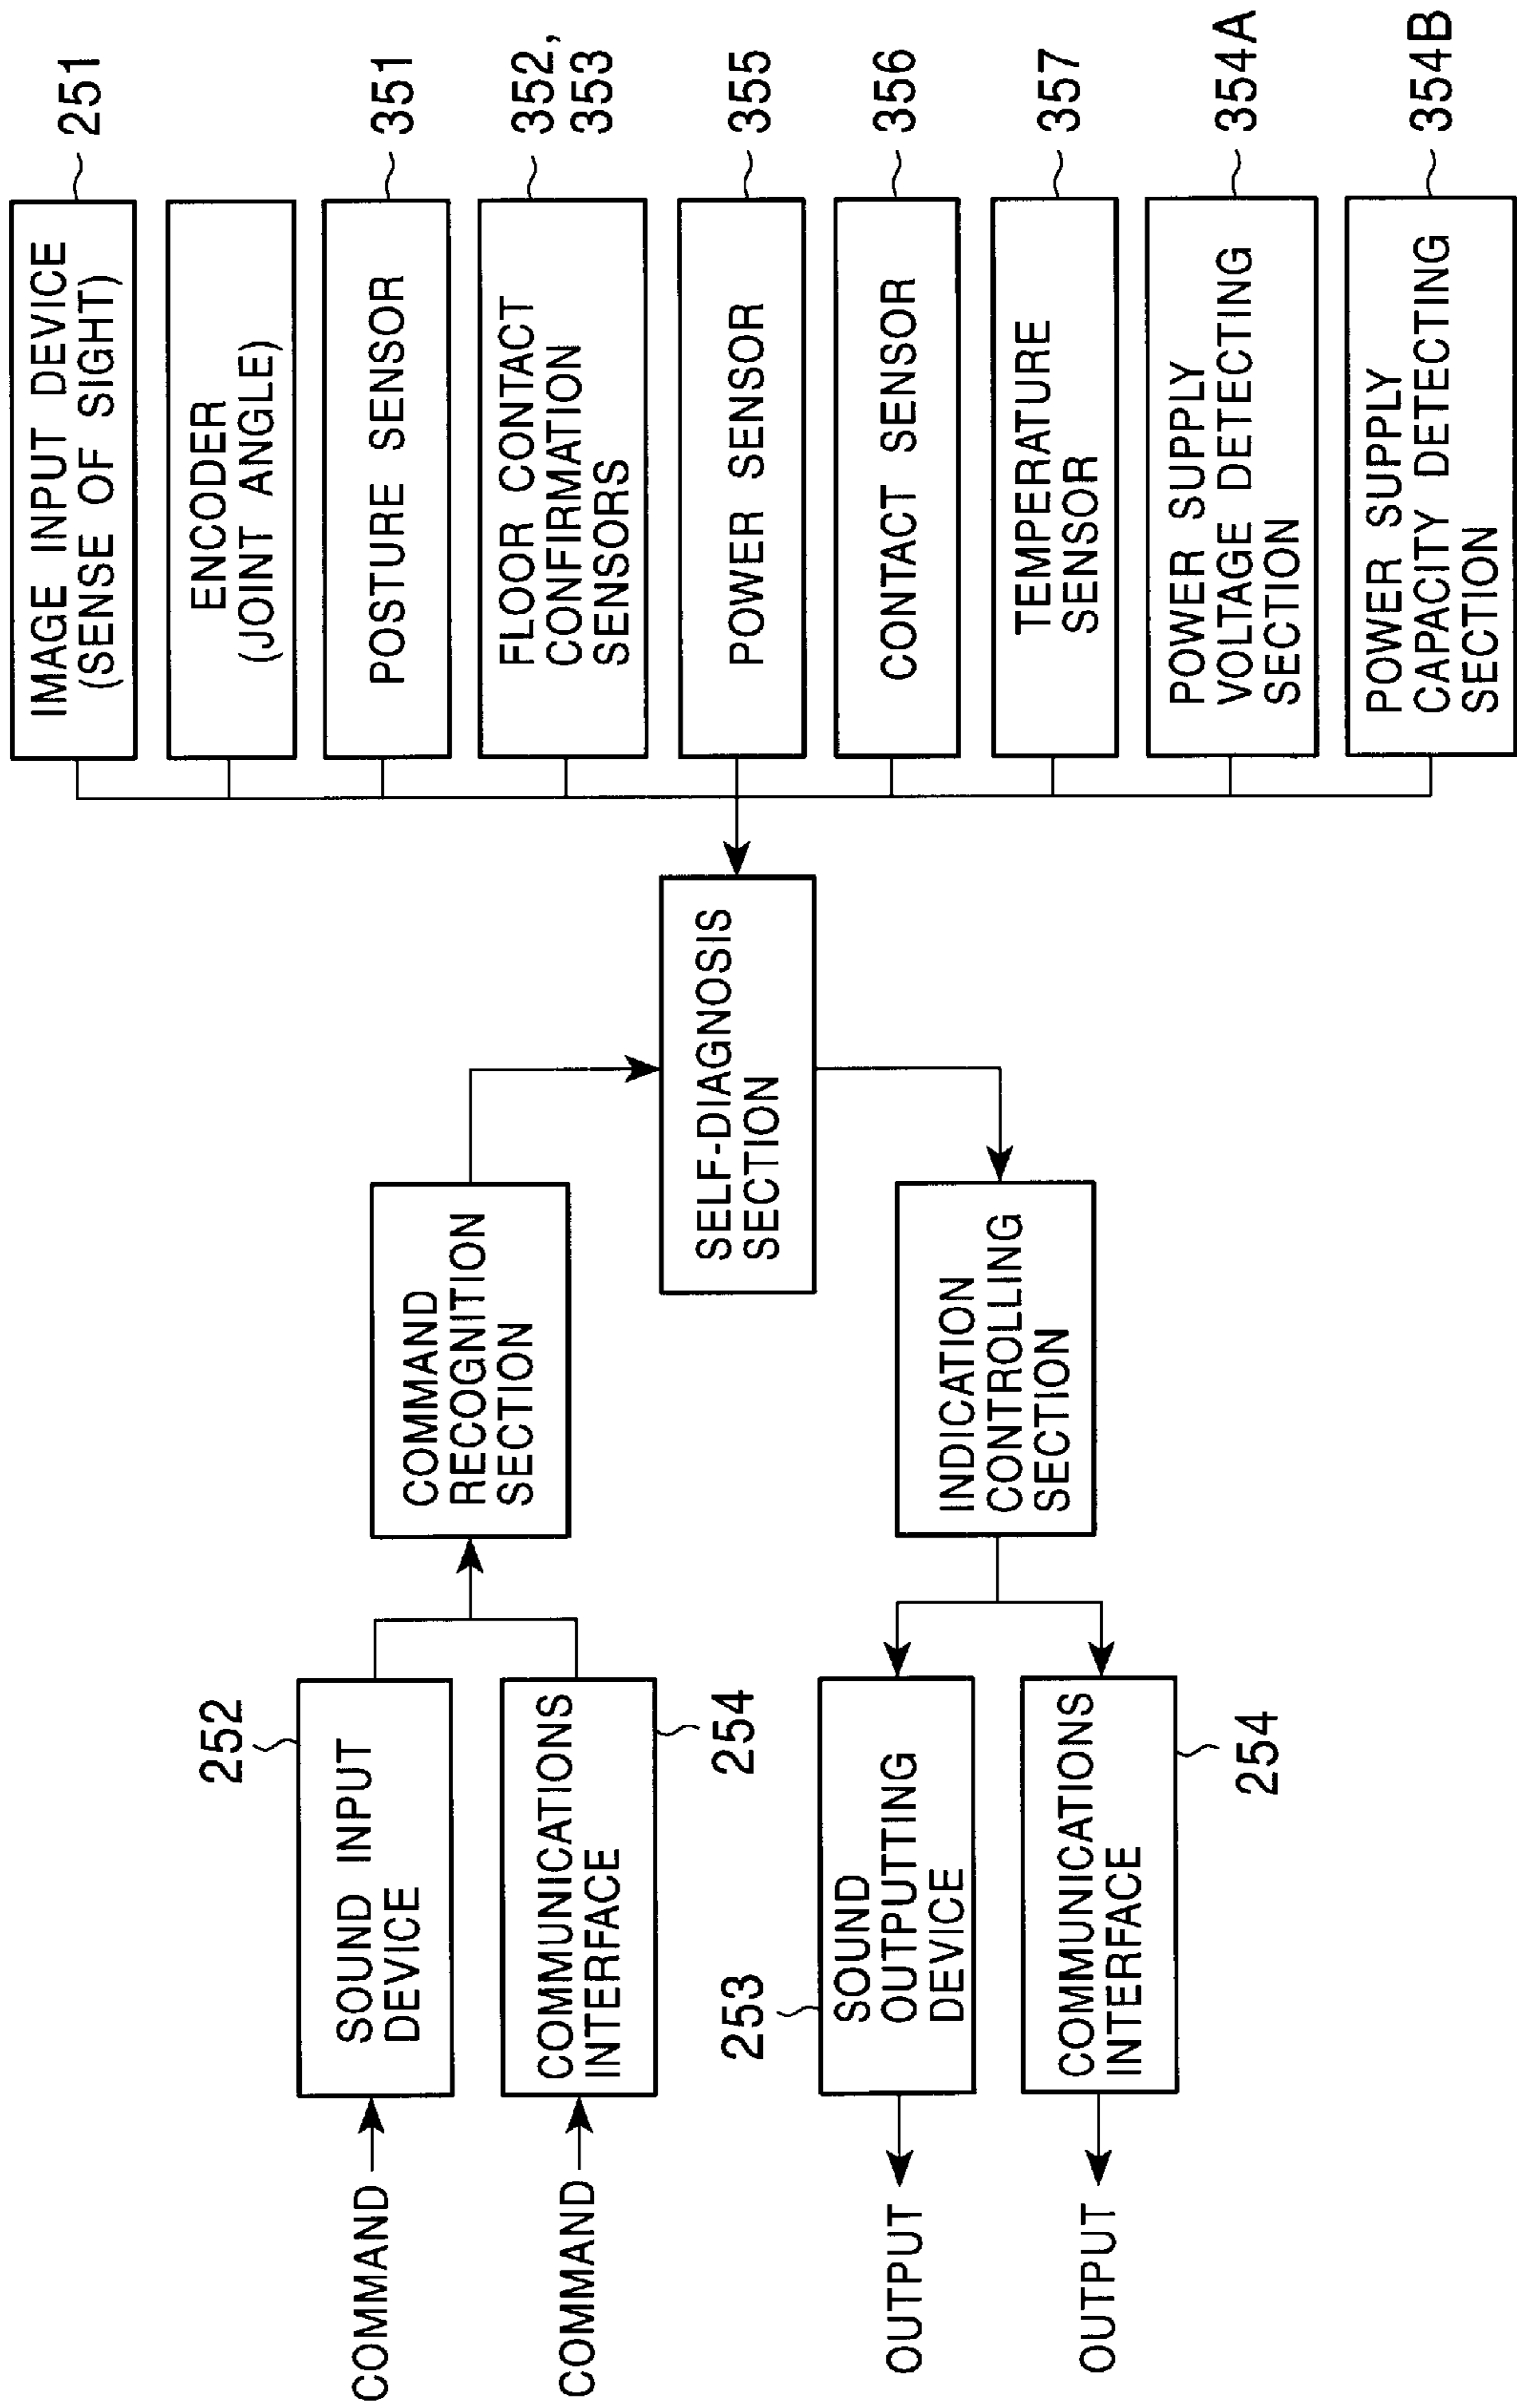 COMMAND
COMMAND
OUTPUT
OUTPUT
252
SOUND INPUT
DEVICE
COMMUNICATIONS
INTERFACE
254
253
SOUND
OUTPUTTING
DEVICE
COMMUNICATIONS
INTERFACE
254
COMMAND
RECOGNITION
SECTION
INDICATION
CONTROLLING
SECTION
SELF-DIAGNOSIS
SECTION
IMAGE INPUT DEVICE
(SENSE OF SIGHT)
251
ENCODER
(JOINT ANGLE)
POSTURE SENSOR
351
FLOOR CONTACT
CONFIRMATION
SENSORS
352,
353
POWER SENSOR
355
CONTACT SENSOR
356
TEMPERATURE
SENSOR
357
POWER SUPPLY
VOLTAGE DETECTING
SECTION
354A
POWER SUPPLY
CAPACITY DETECTING
SECTION
354B